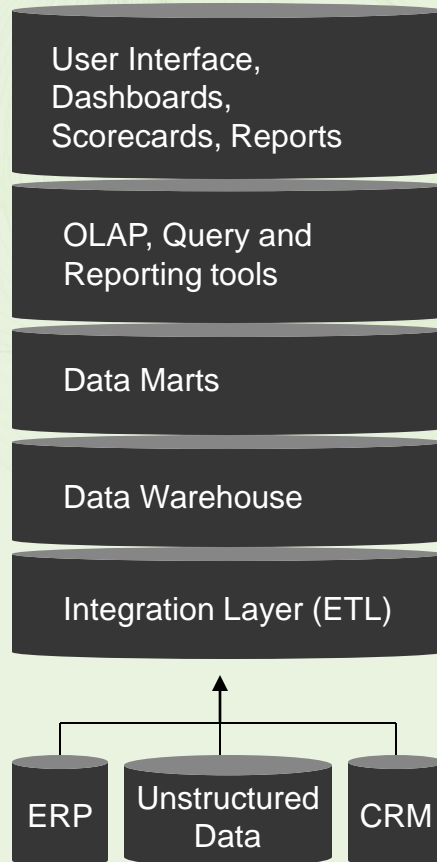 User Interface,
Dashboards,
Scorecards, Reports
OLAP, Query and
Reporting tools
Data Marts
Data Warehouse
Integration Layer (ETL)
ERP
Unstructured
Data
CRM